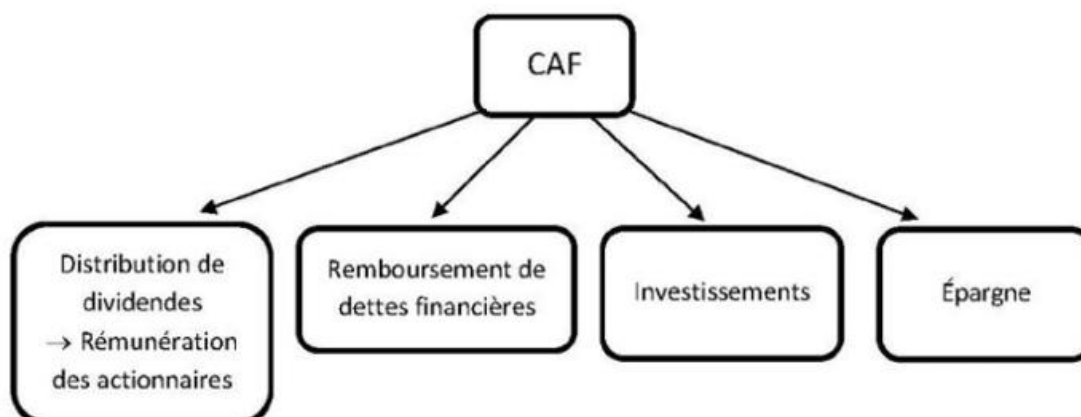 CAF
Distribution de
dividendes
→ Rémunération
des actionnaires
Remboursement de
dettes financières
Investissements
Épargne